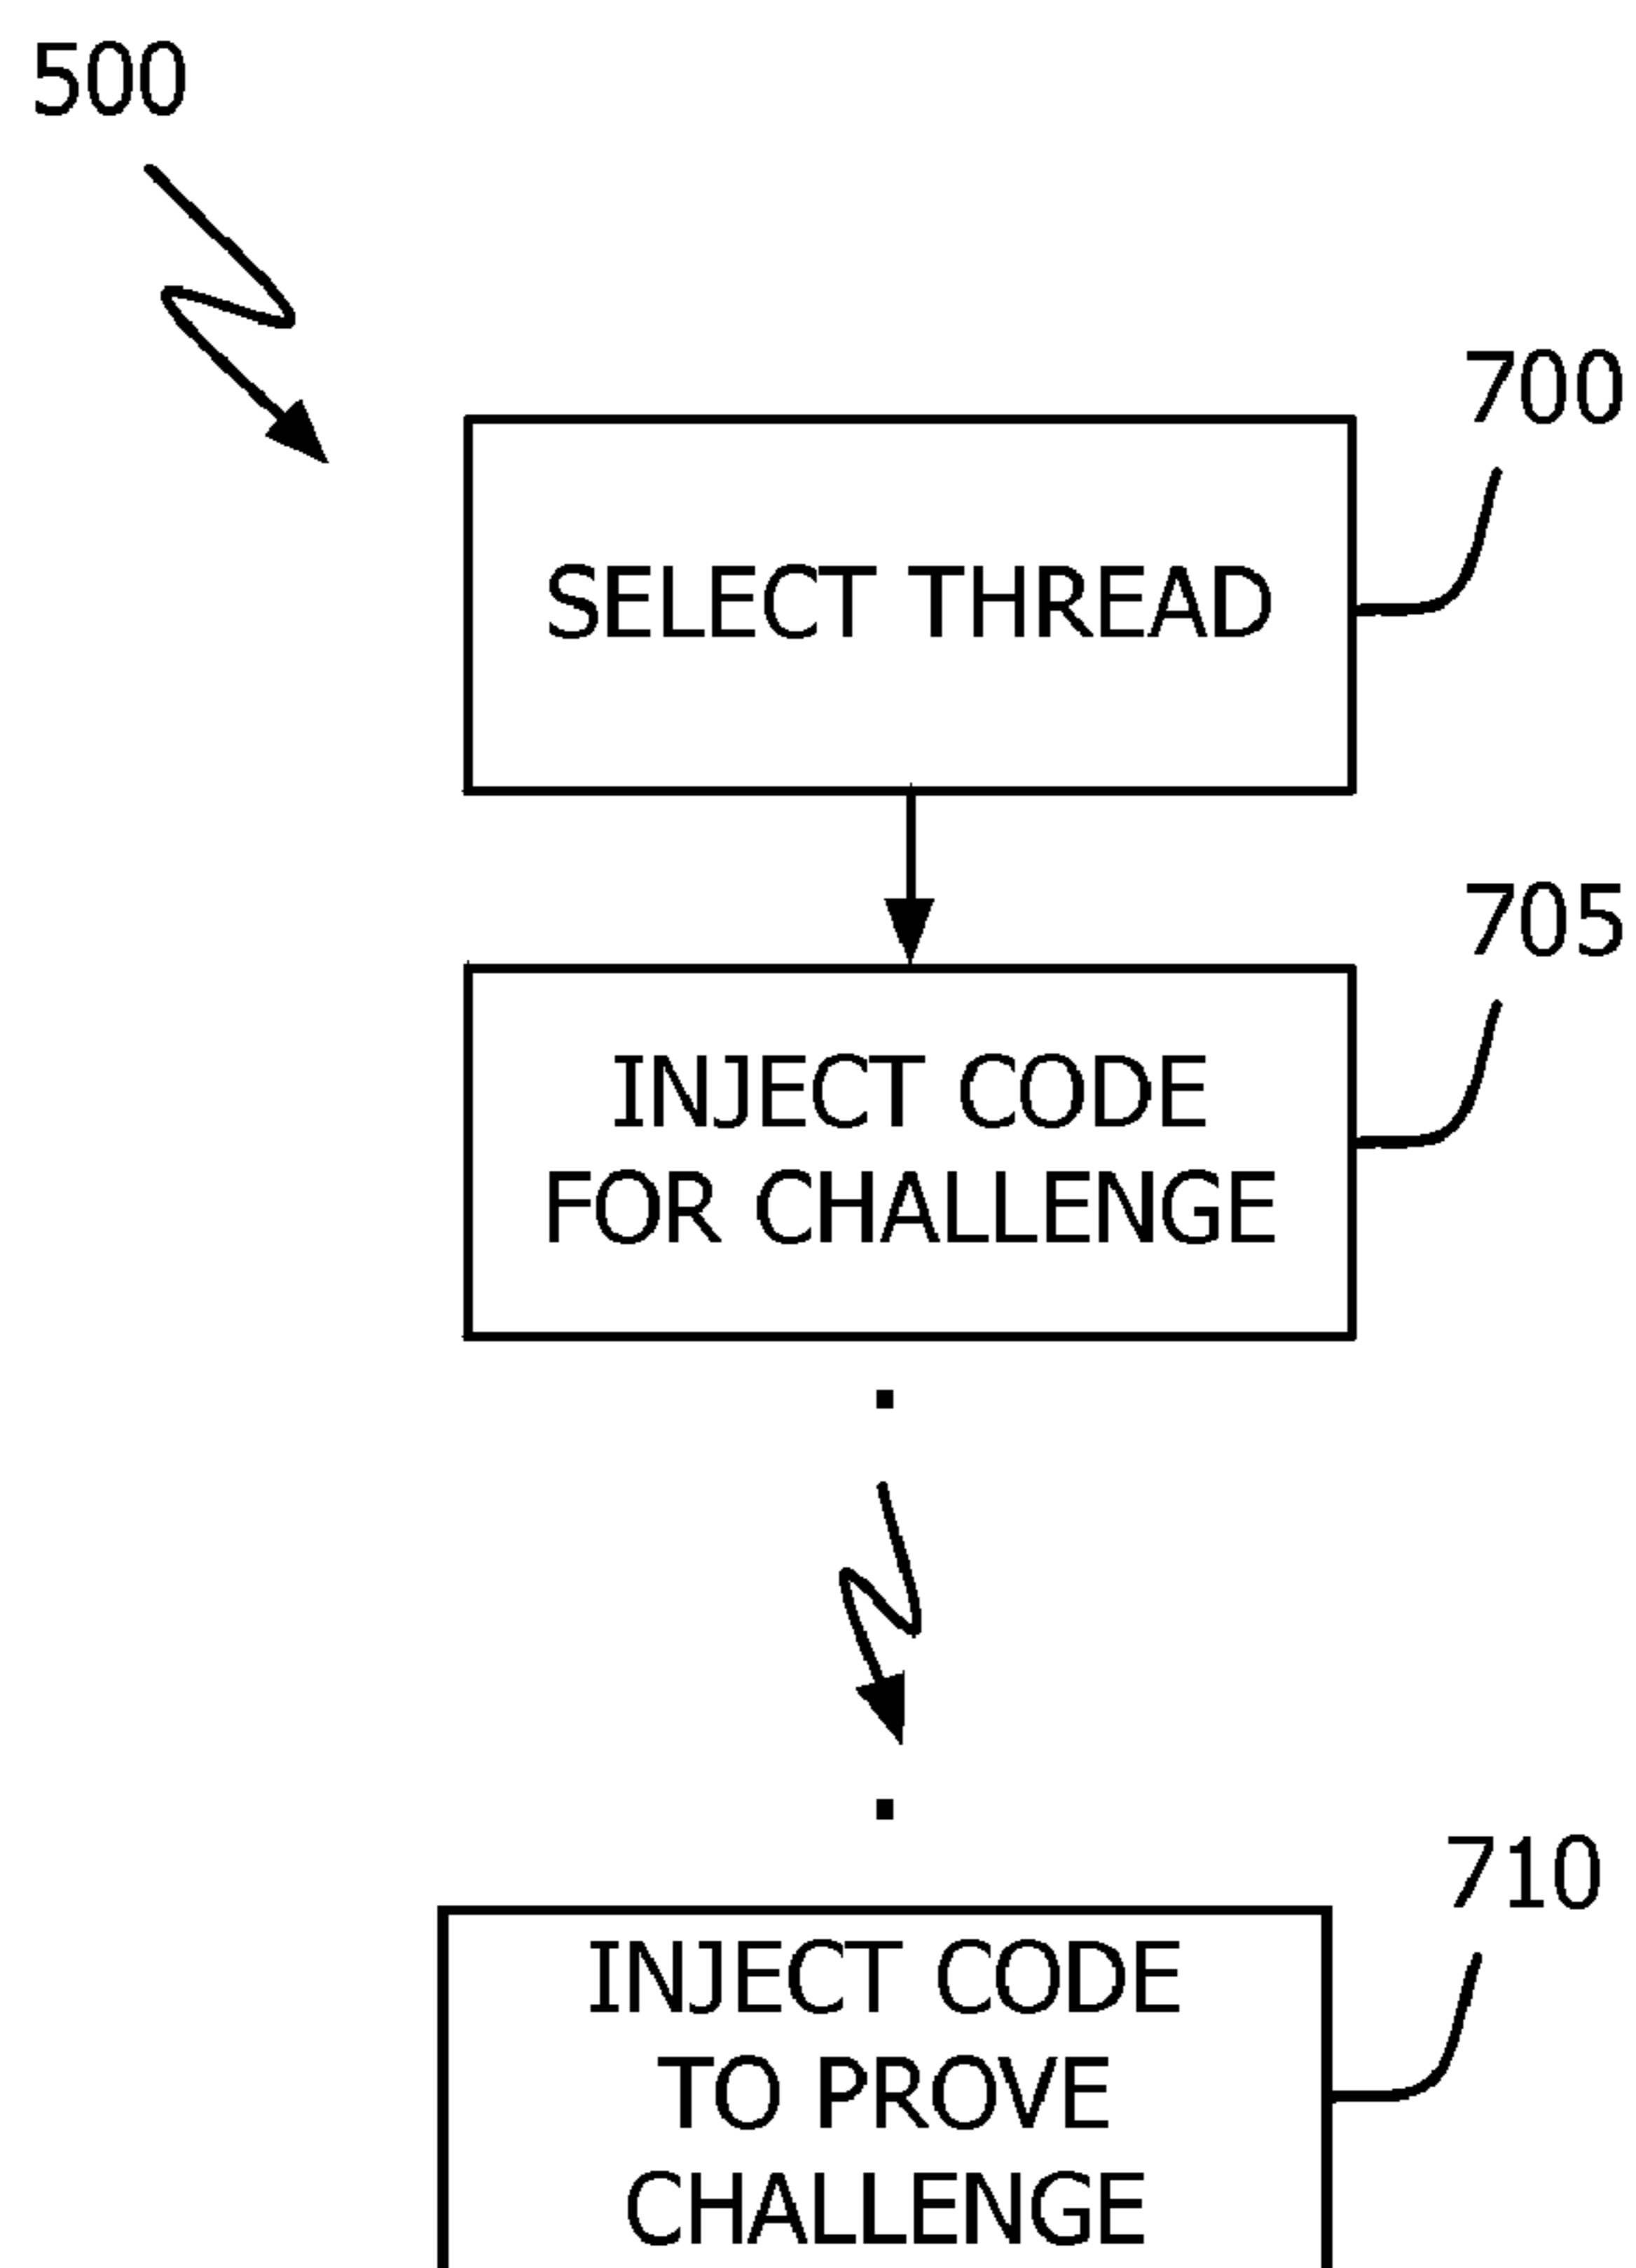 500
700
SELECT THREAD
705
INJECT CODE
FOR CHALLENGE
710
INJECT CODE
TO PROVE
CHALLENGE